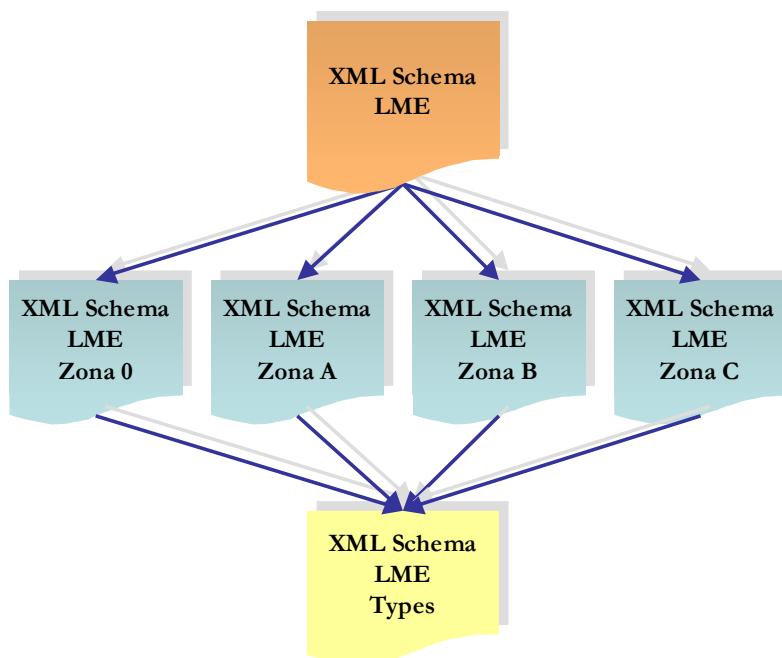 XML Schema
LME
XML Schema
LME
Zona 0
XML Schema
LME
Zona A
XML Schema
LME
Zona B
XML Schema
LME
Zona C
XML Schema
LME
Types